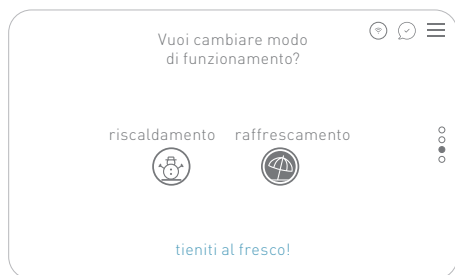 Vuoi cambiare modo
di funzionamento?
riscaldamento raffrescamento
tieniti al fresco!